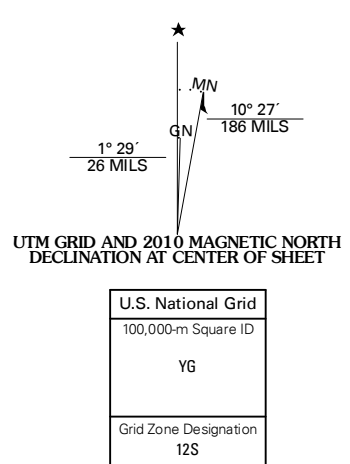 ★
MN
10° 27´
186 MILS
GN
1° 29´
26 MILS
UTM GRID AND 2010 MAGNETIC NORTH
DECLINATION AT CENTER OF SHEET
U.S. National Grid
100,000-m Square ID
YG
Grid Zone Designation
12S